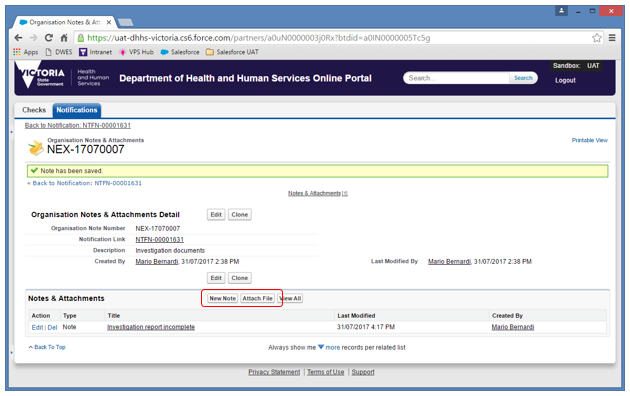 Organisation Notes & Att
https://uat-dhhs-victoria.cs6.force.com/partners/a0uN0000003j0Rx?btdid=a0IN0000005Tc5g
Apps DWES Intranet VPS Hub Salesforce Salesforce UAT
Sandbox: UAT
VICTORIA State Government
Health and Human Services
Department of Health and Human Services Online Portal
Search... Search
Logout
Checks Notifications
Back to Notification: NTFN-00001631
Organisation Notes & Attachments
NEX-17070007
Printable View
Note has been saved.
« Back to Notification: NTFN-00001631
Notes & Attachments [1]
Organisation Notes & Attachments Detail Edit Clone
Organisation Note Number NEX-17070007
Notification Link NTFN-00001631
Description Investigation documents
Created By Mario Bernardi, 31/07/2017 2:38 PM Last Modified By Mario Bernardi, 31/07/2017 2:38 PM
Edit Clone
Notes & Attachments New Note Attach File View All
Action Type Title Last Modified Created By
Edit | Del Note Investigation report incomplete 31/07/2017 4:17 PM Mario Bernardi
^ Back To Top Always show me ▼ more records per related list
Privacy Statement | Terms of Use | Support